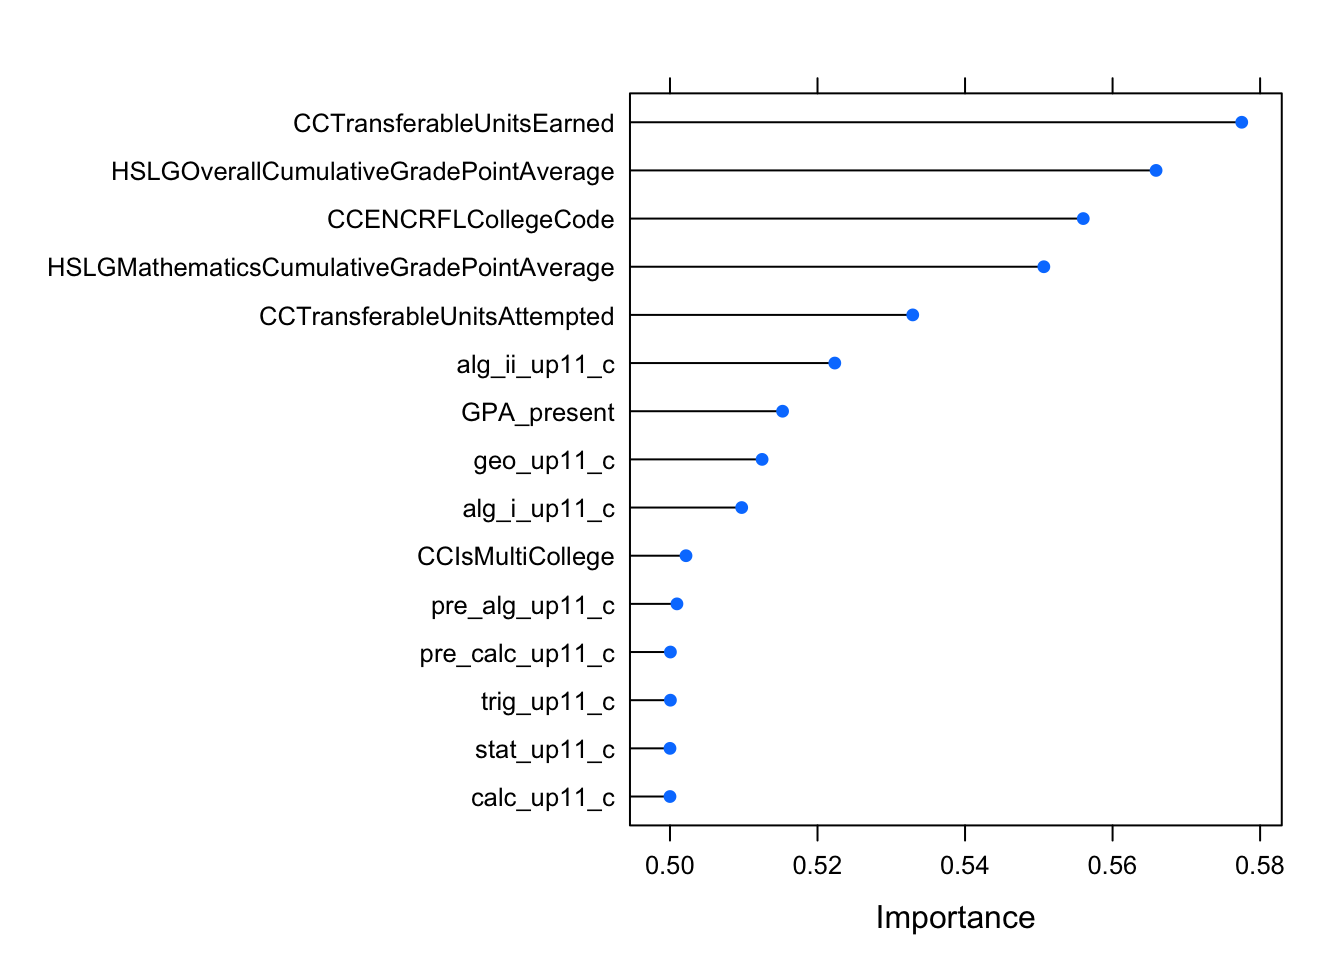 CCTransferableUnitsEarned
HSLGOverallCumulativeGradePointAverage
CCENCRFLCollegeCode
HSLGMathematicsCumulativeGradePointAverage
CCTransferableUnitsAttempted
alg_ii_up11_c
GPA_present
geo_up11_c
alg_i_up11_c
CCIsMultiCollege
pre_alg_up11_c
pre_calc_up11_c
trig_up11_c
stat_up11_c
calc_up11_c
0.50 0.52 0.54 0.56 0.58
Importance